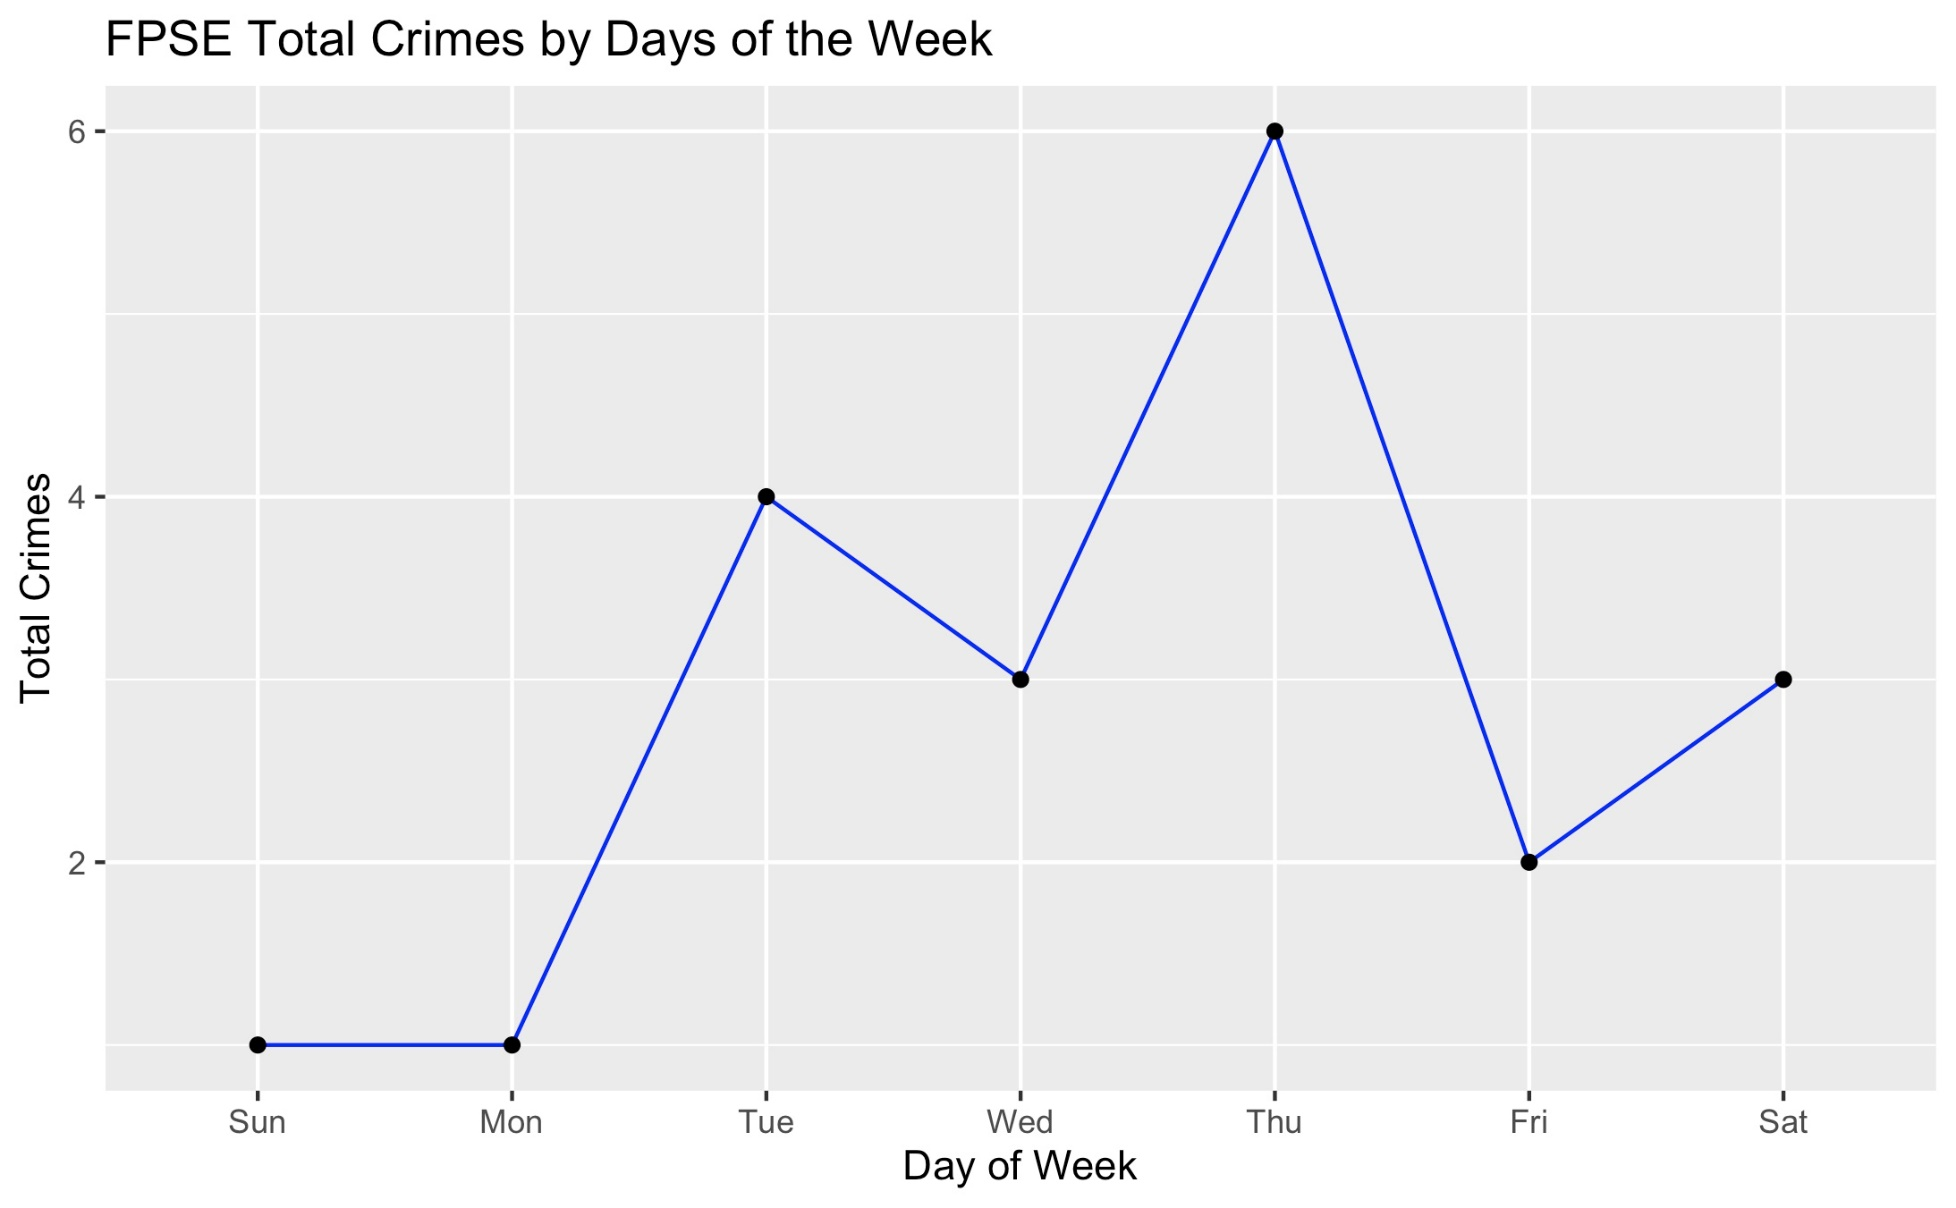 FPSE Total Crimes by Days of the Week
6
4
2
Total Crimes
Sun Mon Tue Wed Thu Fri Sat
Day of Week